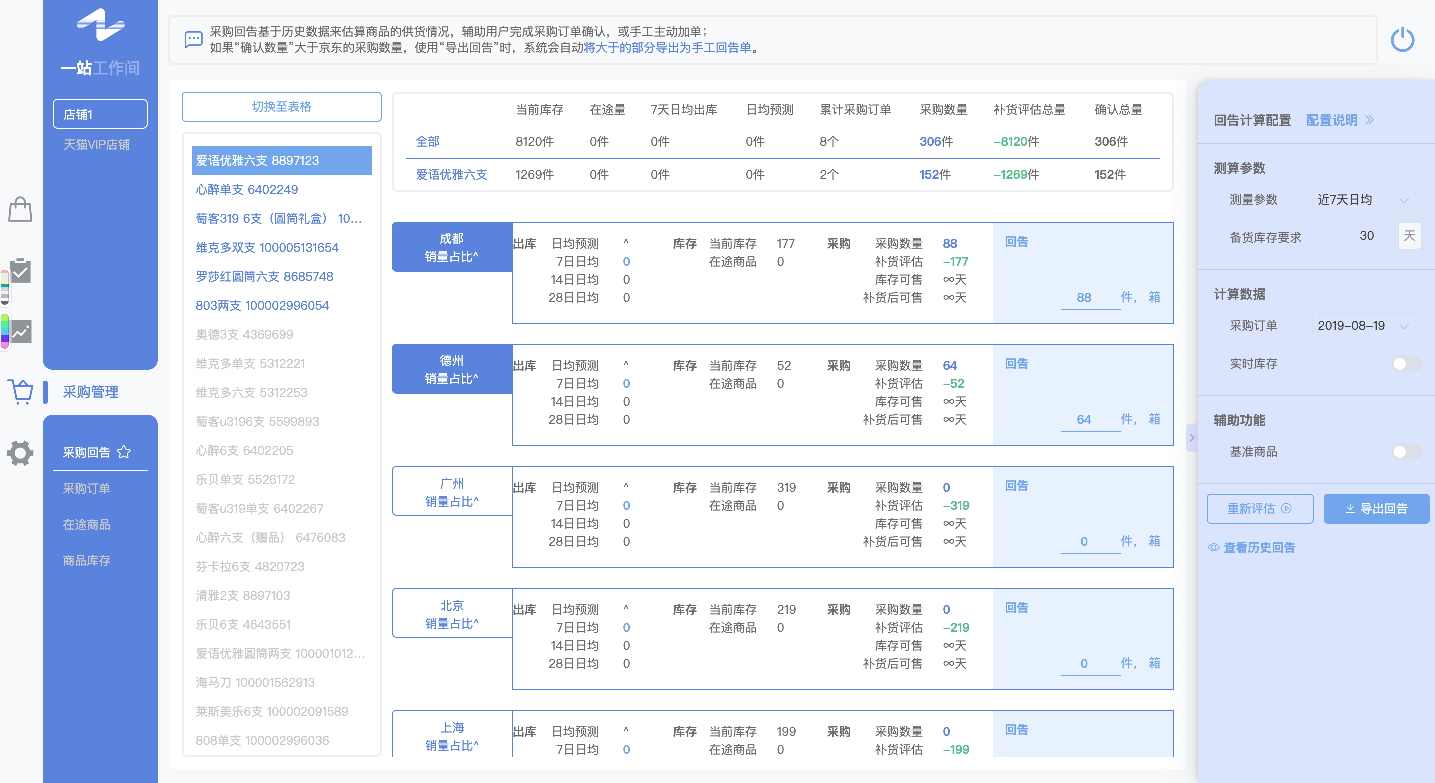 采购回告基于历史数据来估算商品的供货情况，辅助用户完成采购订单确认，或手工主动加单；
如果“确认数量”大于京东的采购数量，使用“导出回告”时，系统会自动将大于的部分导出为手工回告单。
一站工作间
店铺1
天猫VIP店铺
采购管理
采购回告
采购订单
在途商品
商品库存
切换至表格
爱语优雅六支 8897123
心醉单支 6402249
萄客319 6支（圆筒礼盒） 10...
维克多双支 100005131654
罗莎红圆筒六支 8685748
803两支 100002996054
奥德3支 4369699
维克多单支 5312221
维克多六支 5312253
萄客u3196支 5599893
心醉6支 6402205
乐贝单支 5526172
萄客u319单支 6402267
心醉六支（赠品） 6476083
芬卡拉6支 4820723
清雅2支 8897103
乐贝6支 4643551
爱语优雅圆筒两支 100001012...
海马刀 100001562913
莱斯美乐6支 100002091589
808单支 100002996036
当前库存 在途量 7天日均出库 日均预测 累计采购订单 采购数量 补货评估总量 确认总量
全部 8120件 0件 0件 0件 8个 306件 -8120件 306件
爱语优雅六支 1269件 0件 0件 0件 2个 152件 -1269件 152件
成都 出库 日均预测 ^ 库存 当前库存 177 采购 采购数量 88 回告
销量占比^ 7日日均 0 在途商品 0 补货评估 -177
14日日均 0 库存可售 ∞天
28日日均 0 补货后可售 ∞天 88 件， 箱
德州 出库 日均预测 ^ 库存 当前库存 52 采购 采购数量 64 回告
销量占比^ 7日日均 0 在途商品 0 补货评估 -52
14日日均 0 库存可售 ∞天
28日日均 0 补货后可售 ∞天 64 件， 箱
广州 出库 日均预测 ^ 库存 当前库存 319 采购 采购数量 0 回告
销量占比^ 7日日均 0 在途商品 0 补货评估 -319
14日日均 0 库存可售 ∞天
28日日均 0 补货后可售 ∞天 0 件， 箱
北京 出库 日均预测 ^ 库存 当前库存 219 采购 采购数量 0 回告
销量占比^ 7日日均 0 在途商品 0 补货评估 -219
14日日均 0 库存可售 ∞天
28日日均 0 补货后可售 ∞天 0 件， 箱
上海 出库 日均预测 ^ 库存 当前库存 199 采购 采购数量 0 回告
销量占比^ 7日日均 0 在途商品 0 补货评估 -199
回告计算配置 配置说明
测算参数
测量参数 近7天日均
备货库存要求 30 天
计算数据
采购订单 2019-08-19
实时库存
辅助功能
基准商品
重新评估 导出回告
查看历史回告